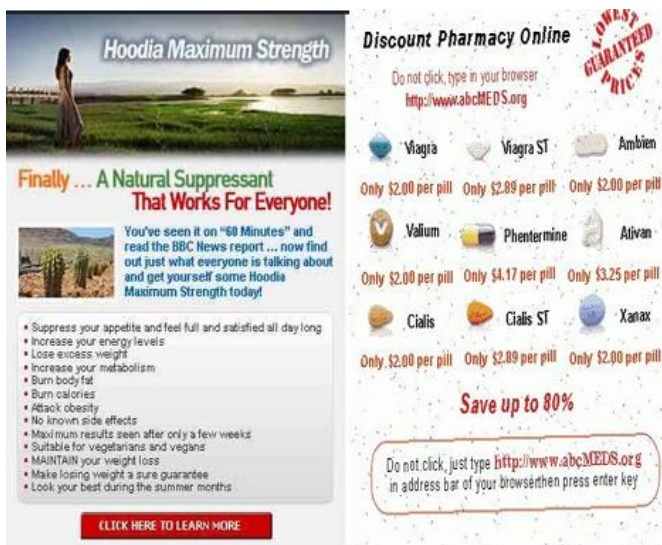 Hoodia Maximum Strength
Finally ... A Natural Suppressant
That Works For Everyone!
You've seen it on "60 Minutes" and
read the BBC News report ... now find
out just what everyone is talking about
and get yourself some Hoodia
Maximum Strength today!
Suppress your appetite and feel full and satisfied all day long
Increase your energy levels
Lose excess weight
Increase your metabolism
Burn body fat
Burn calories
Attack obesity
No known side effects
Maximum results seen after only a few weeks
Suitable for vegetarians and vegans
MAINTAIN your weight loss
Make losing weight a sure guarantee
Look your best during the summer months
CLICK HERE TO LEARN MORE
Discount Pharmacy Online
LOWEST
GUARANTEED
PRICES
Do not click, type in your browser
http://www.abcMEDS.org
Viagra Viagra ST Ambien
Only $2.00 per pill Only $2.89 per pill Only $2.00 per pill
V
Valium Phentermine Ativan
Only $2.00 per pill Only $4.17 per pill Only $3.25 per pill
Cialis Cialis ST Xanax
Only $2.00 per pill Only $2.89 per pill Only $2.00 per pill
Save up to 80%
Do not click, just type http://www.abcMEDS.org
in address bar of your browserthen press enter key